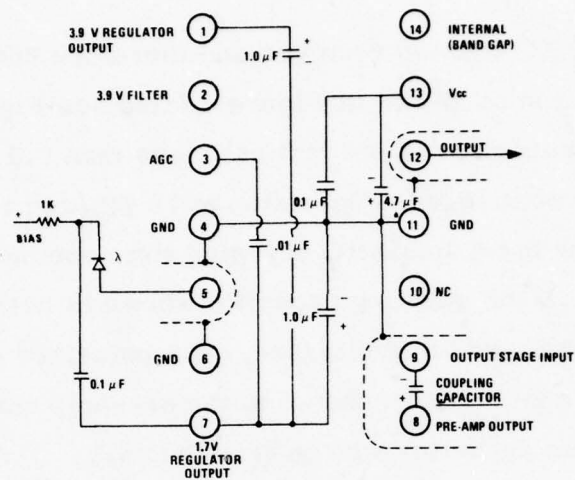 3.9 V REGULATOR
OUTPUT
1
1.0 µF
+
14
INTERNAL
(BAND GAP)
3.9 V FILTER
2
13
Vcc
AGC
3
12
OUTPUT
1K
+
BIAS
GND
4
.01 µF
0.1 µF
−
4.7 µF
+
11
GND
λ
5
10
NC
1.0 µF
+
GND
6
9
OUTPUT STAGE INPUT
0.1 µF
−
+
COUPLING
CAPACITOR
7
8
PRE-AMP OUTPUT
1.7V
REGULATOR
OUTPUT